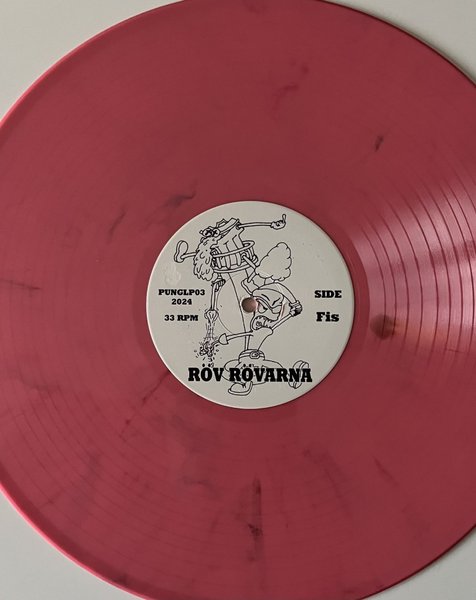 PUNGLP03
2024
33 RPM
SIDE
Fis
RÖV RÖVARNA